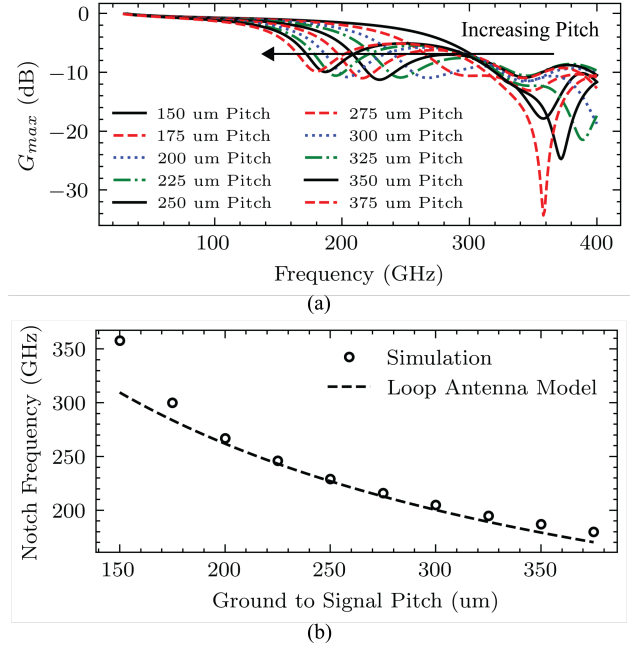 Increasing Pitch
0
−10
−20
−30
G_max (dB)
150 um Pitch
175 um Pitch
200 um Pitch
225 um Pitch
250 um Pitch
275 um Pitch
300 um Pitch
325 um Pitch
350 um Pitch
375 um Pitch
100 200 300 400
Frequency (GHz)
(a)
350
300
250
200
Notch Frequency (GHz)
Simulation
Loop Antenna Model
150 200 250 300 350
Ground to Signal Pitch (um)
(b)